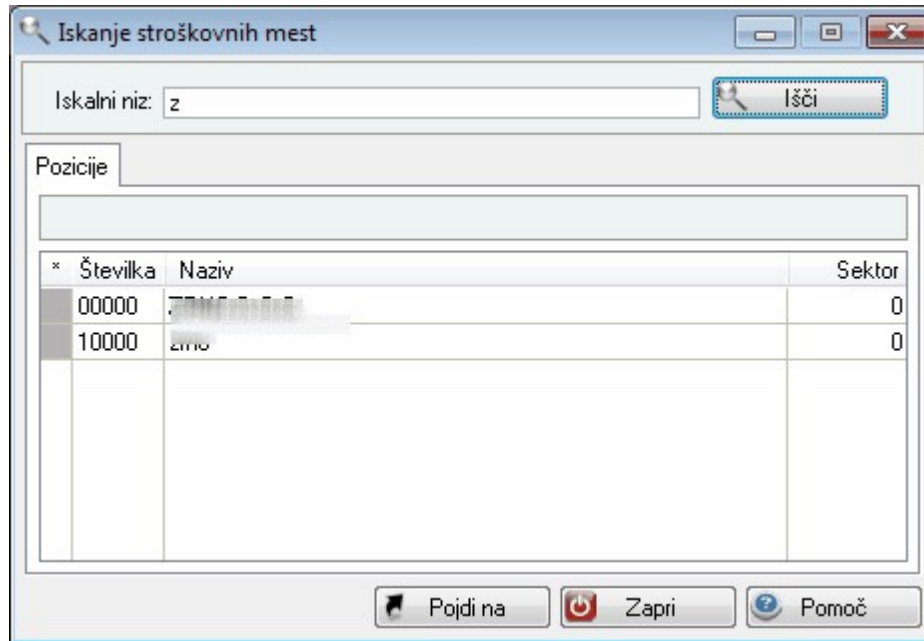 Iskanje stroškovnih mest
Iskalni niz: z Išči
Pozicije
* Številka Naziv Sektor
00000 0
10000 0
Pojdi na Zapri Pomoč